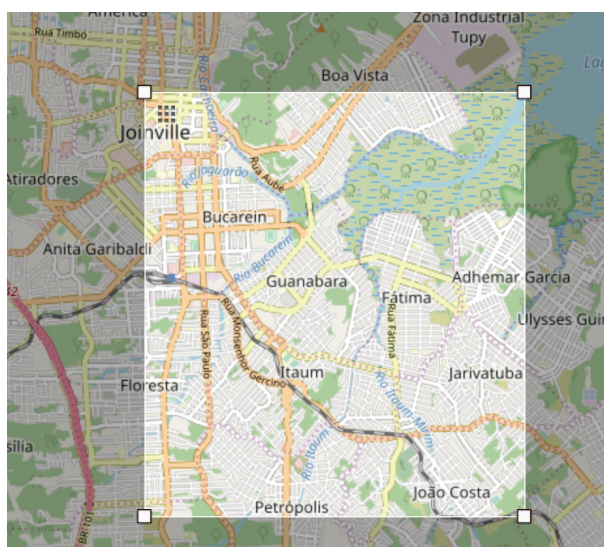 América
Zona Industrial
Tupy
Rua Timbó
Rio Cachoeira
Boa Vista
Joinville
Rua Aubé
Rio Jaguarão
Atiradores
Bucarein
Anita Garibaldi
Rio Bucarein
Guanabara
Adhemar Garcia
Fátima
Rua Fátima
Ulysses Gui
Rua São Paulo
Rua Monsenhor Gercino
Itaum
Floresta
Jarivatuba
Rio Itaum-Mirim
Rio Itaum
João Costa
Petrópolis
BR-101